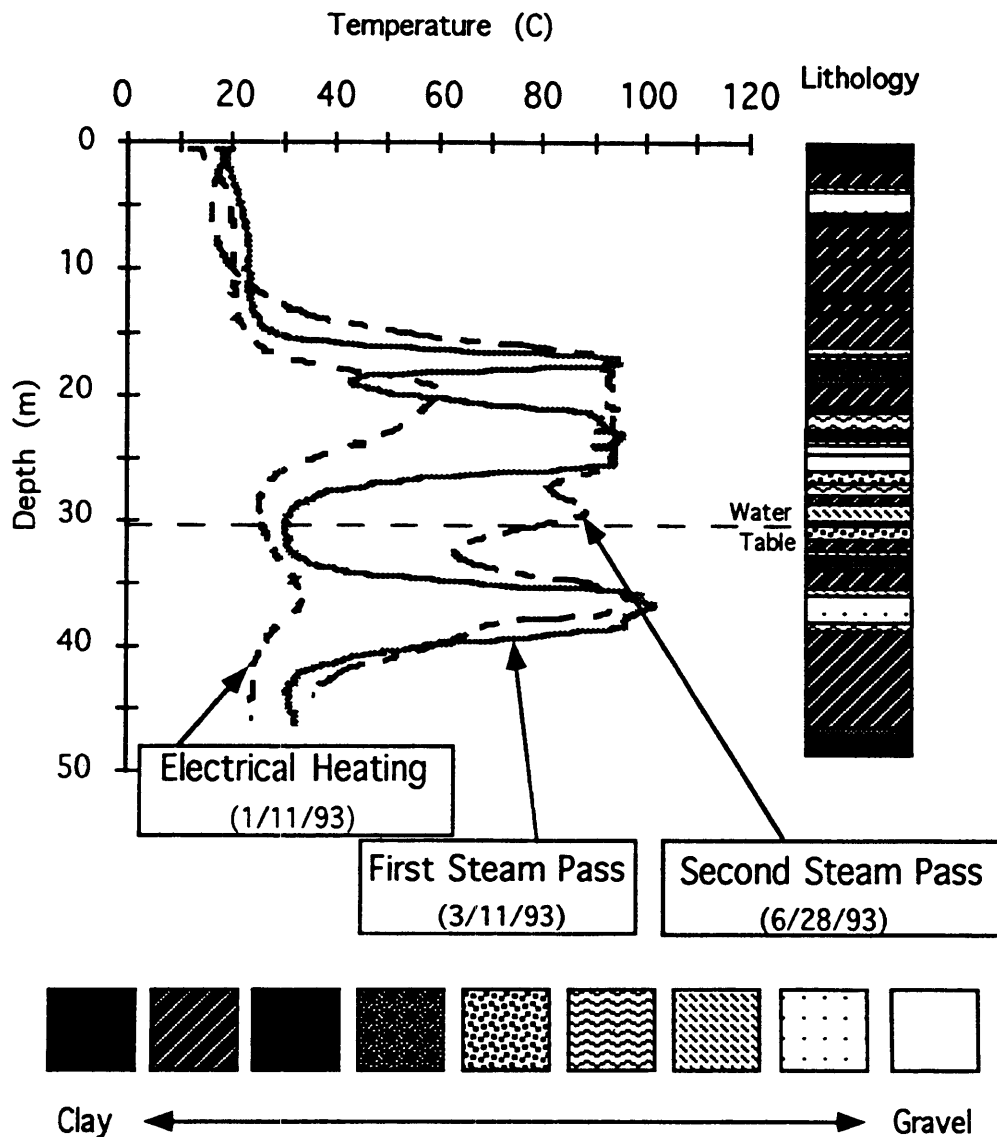 Temperature (C)
Lithology
0 20 40 60 80 100 120
0
10
20
30
40
50
Depth (m)
Water
Table
Electrical Heating
(1/11/93)
First Steam Pass
(3/11/93)
Second Steam Pass
(6/28/93)
Clay
Gravel